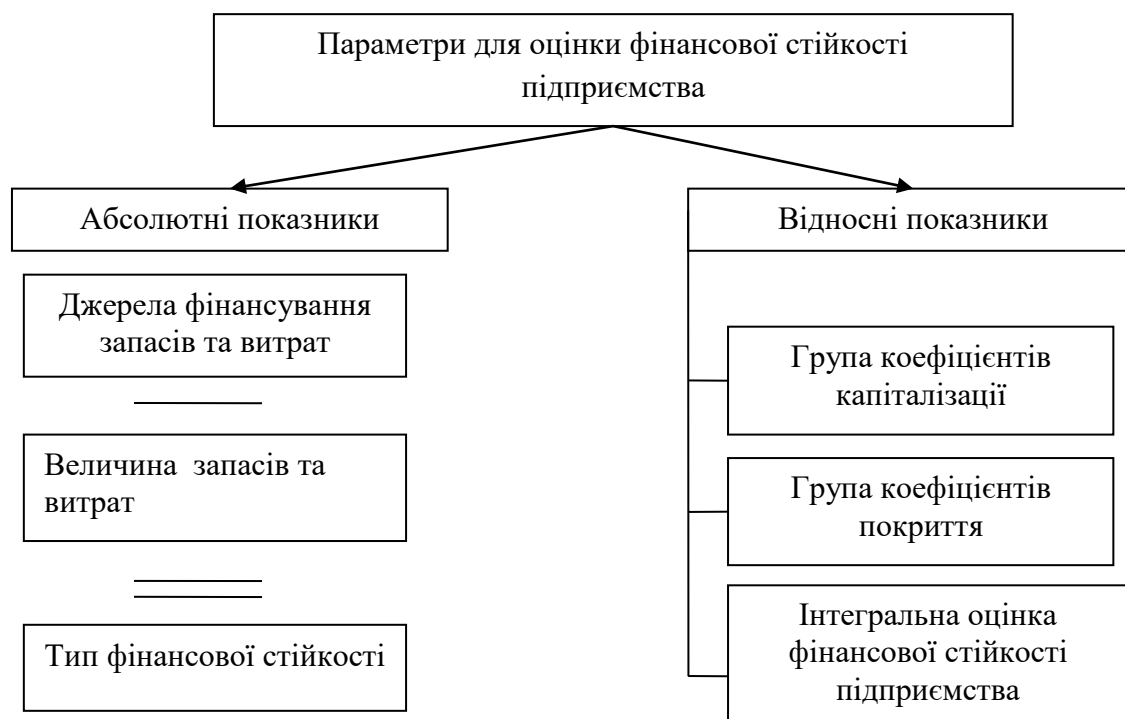 Параметри для оцінки фінансової стійкості
підприємства
Абсолютні показники
Джерела фінансування
запасів та витрат
Величина запасів та
витрат
Тип фінансової стійкості
Відносні показники
Група коефіцієнтів
капіталізації
Група коефіцієнтів
покриття
Інтегральна оцінка
фінансової стійкості
підприємства